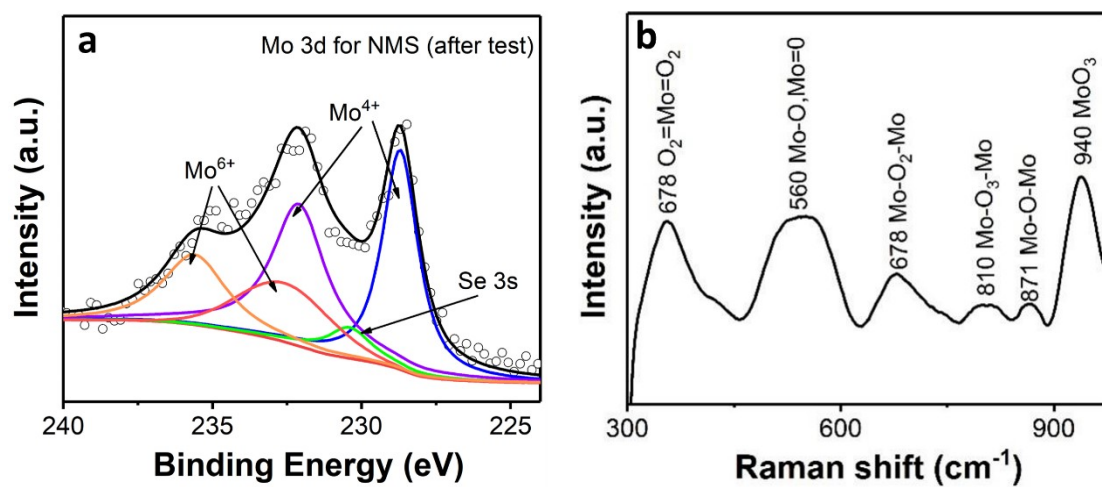 a
Mo 3d for NMS (after test)
Mo⁴⁺
Mo⁶⁺
Se 3s
Intensity (a.u.)
240
235
230
225
Binding Energy (eV)
b
678 O₂=Mo=O₂
560 Mo-O,Mo=0
678 Mo-O₂-Mo
810 Mo-O₃-Mo
871 Mo-O-Mo
940 MoO₃
Intensity (a.u.)
300
600
900
Raman shift (cm⁻¹)